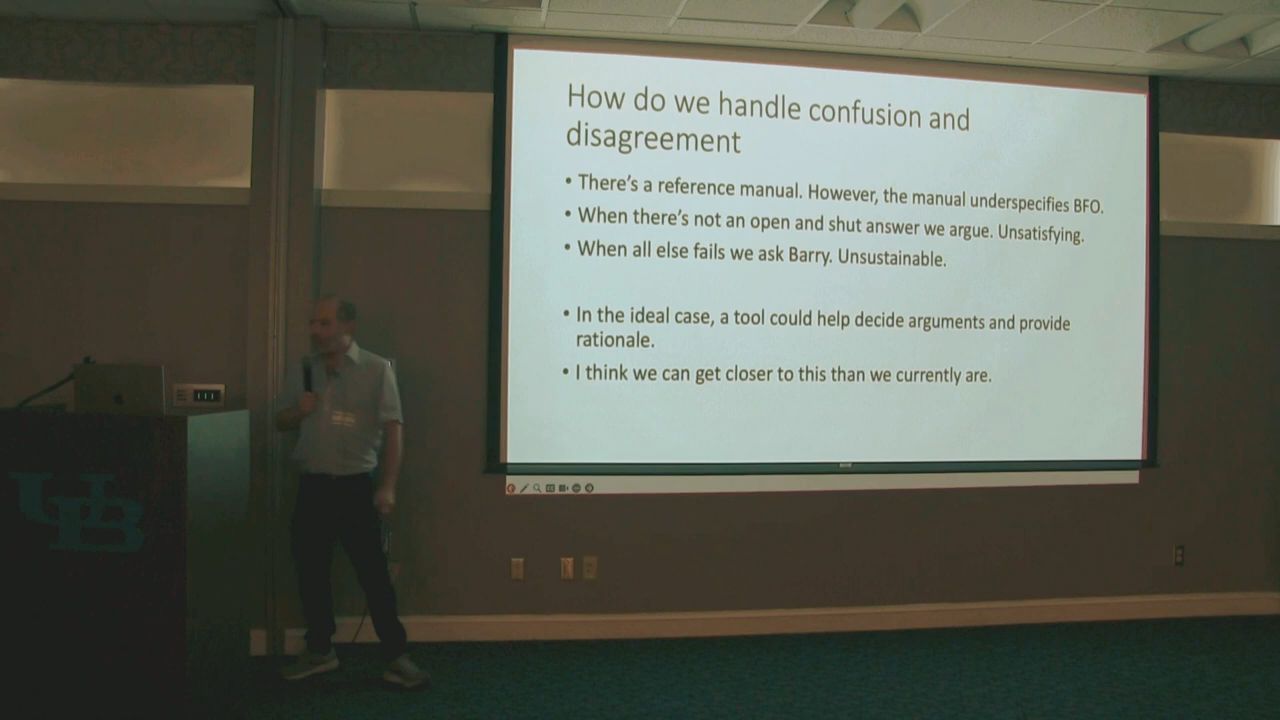 How do we handle confusion and
disagreement
• There's a reference manual. However, the manual underspecifies BFO.
• When there's not an open and shut answer we argue. Unsatisfying.
• When all else fails we ask Barry. Unsustainable.
• In the ideal case, a tool could help decide arguments and provide
rationale.
• I think we can get closer to this than we currently are.
UB